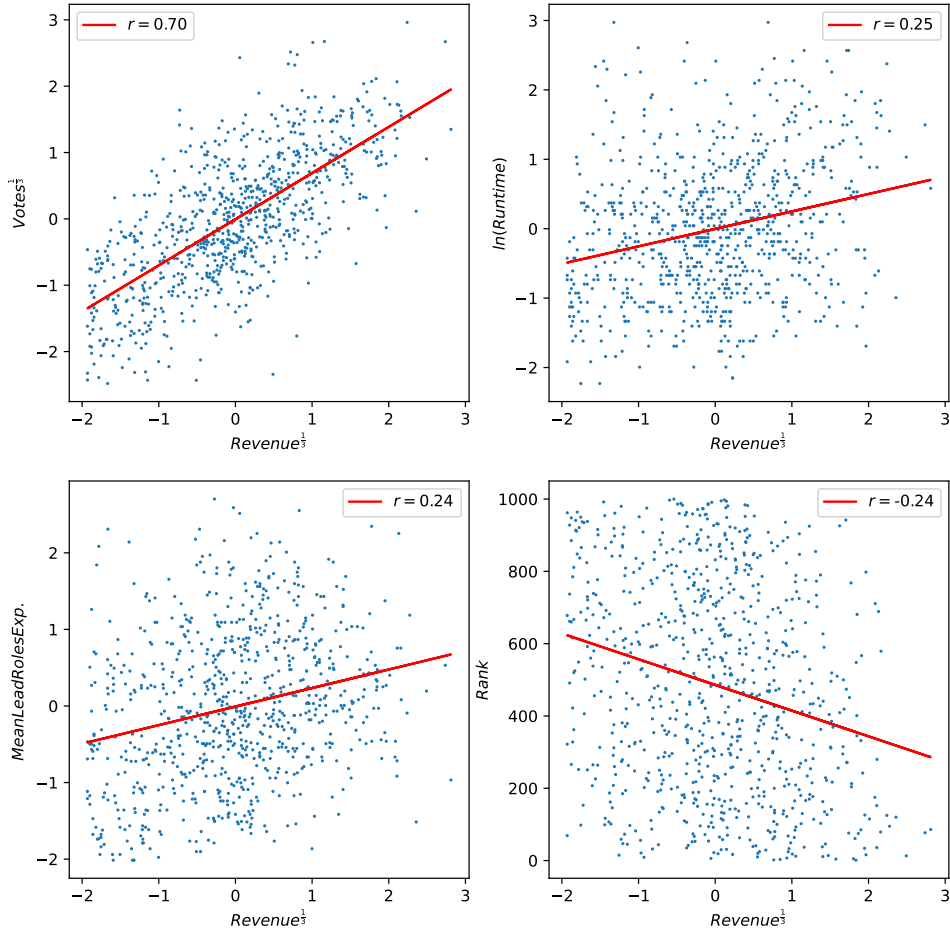 r = 0.70
3
2
1
0
−1
−2
Votes^{1/3}
−2 −1 0 1 2 3
Revenue^{1/3}
r = 0.25
3
2
1
0
−1
−2
ln(Runtime)
−2 −1 0 1 2 3
Revenue^{1/3}
r = 0.24
2
1
0
−1
−2
MeanLeadRolesExp.
−2 −1 0 1 2 3
Revenue^{1/3}
r = -0.24
1000
800
600
400
200
0
Rank
−2 −1 0 1 2 3
Revenue^{1/3}